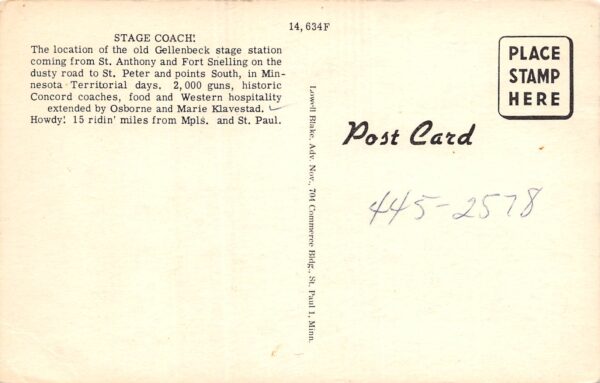 14,634F
STAGE COACH!
The location of the old Gellenbeck stage station
coming from St. Anthony and Fort Snelling on the
dusty road to St. Peter and points South, in Min-
nesota Territorial days. 2,000 guns, historic
Concord coaches, food and Western hospitality
extended by Osborne and Marie Klavestad.
Howdy! 15 ridin' miles from Mpls. and St. Paul.
Lowell Blake, Adv. Nov., 704 Commerce Bldg., St. Paul 1, Minn.
PLACE
STAMP
HERE
Post Card
445-2578